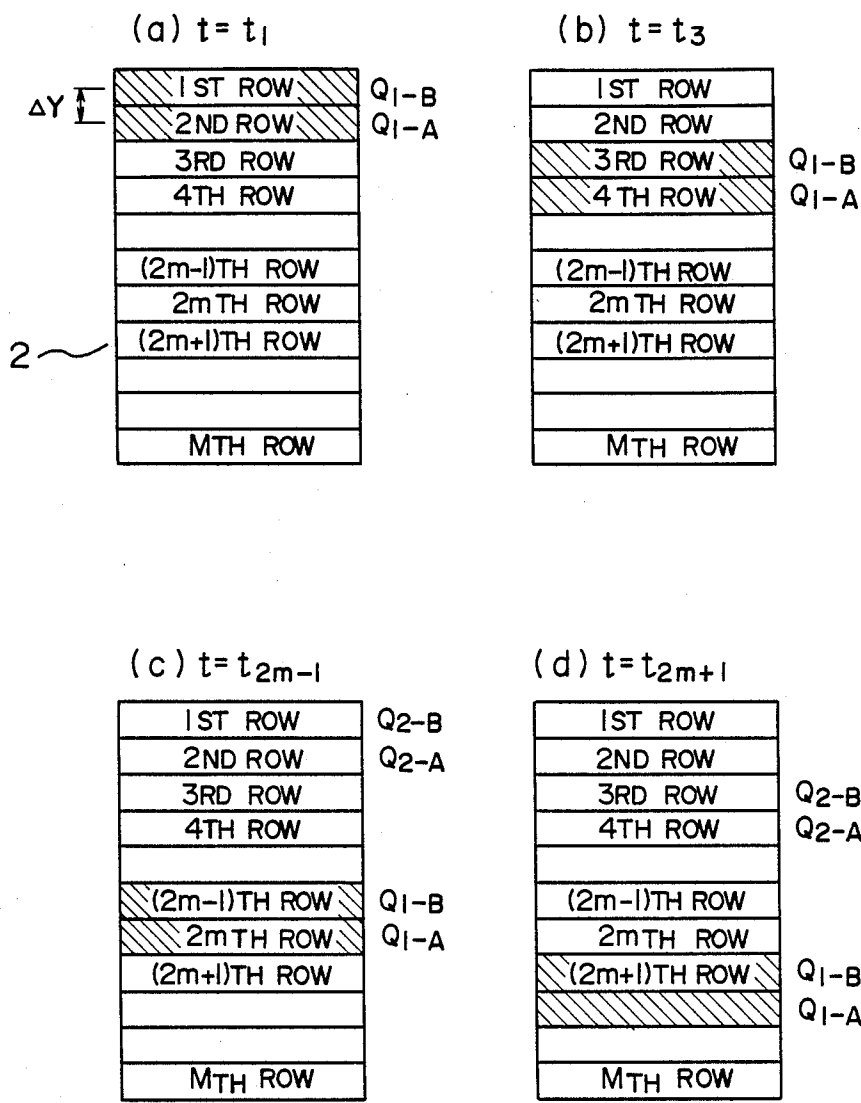 (a) t=t1
1ST ROW Q1-B
ΔY
2ND ROW Q1-A
3RD ROW
4TH ROW
(2m-1)TH ROW
2mTH ROW
2 (2m+1)TH ROW
MTH ROW
(b) t=t3
1ST ROW
2ND ROW
3RD ROW Q1-B
4TH ROW Q1-A
(2m-1)TH ROW
2mTH ROW
(2m+1)TH ROW
MTH ROW
(c) t=t2m-1
1ST ROW Q2-B
2ND ROW Q2-A
3RD ROW
4TH ROW
(2m-1)TH ROW Q1-B
2mTH ROW Q1-A
(2m+1)TH ROW
MTH ROW
(d) t=t2m+1
1ST ROW
2ND ROW
3RD ROW Q2-B
4TH ROW Q2-A
(2m-1)TH ROW
2mTH ROW
(2m+1)TH ROW Q1-B
Q1-A
MTH ROW